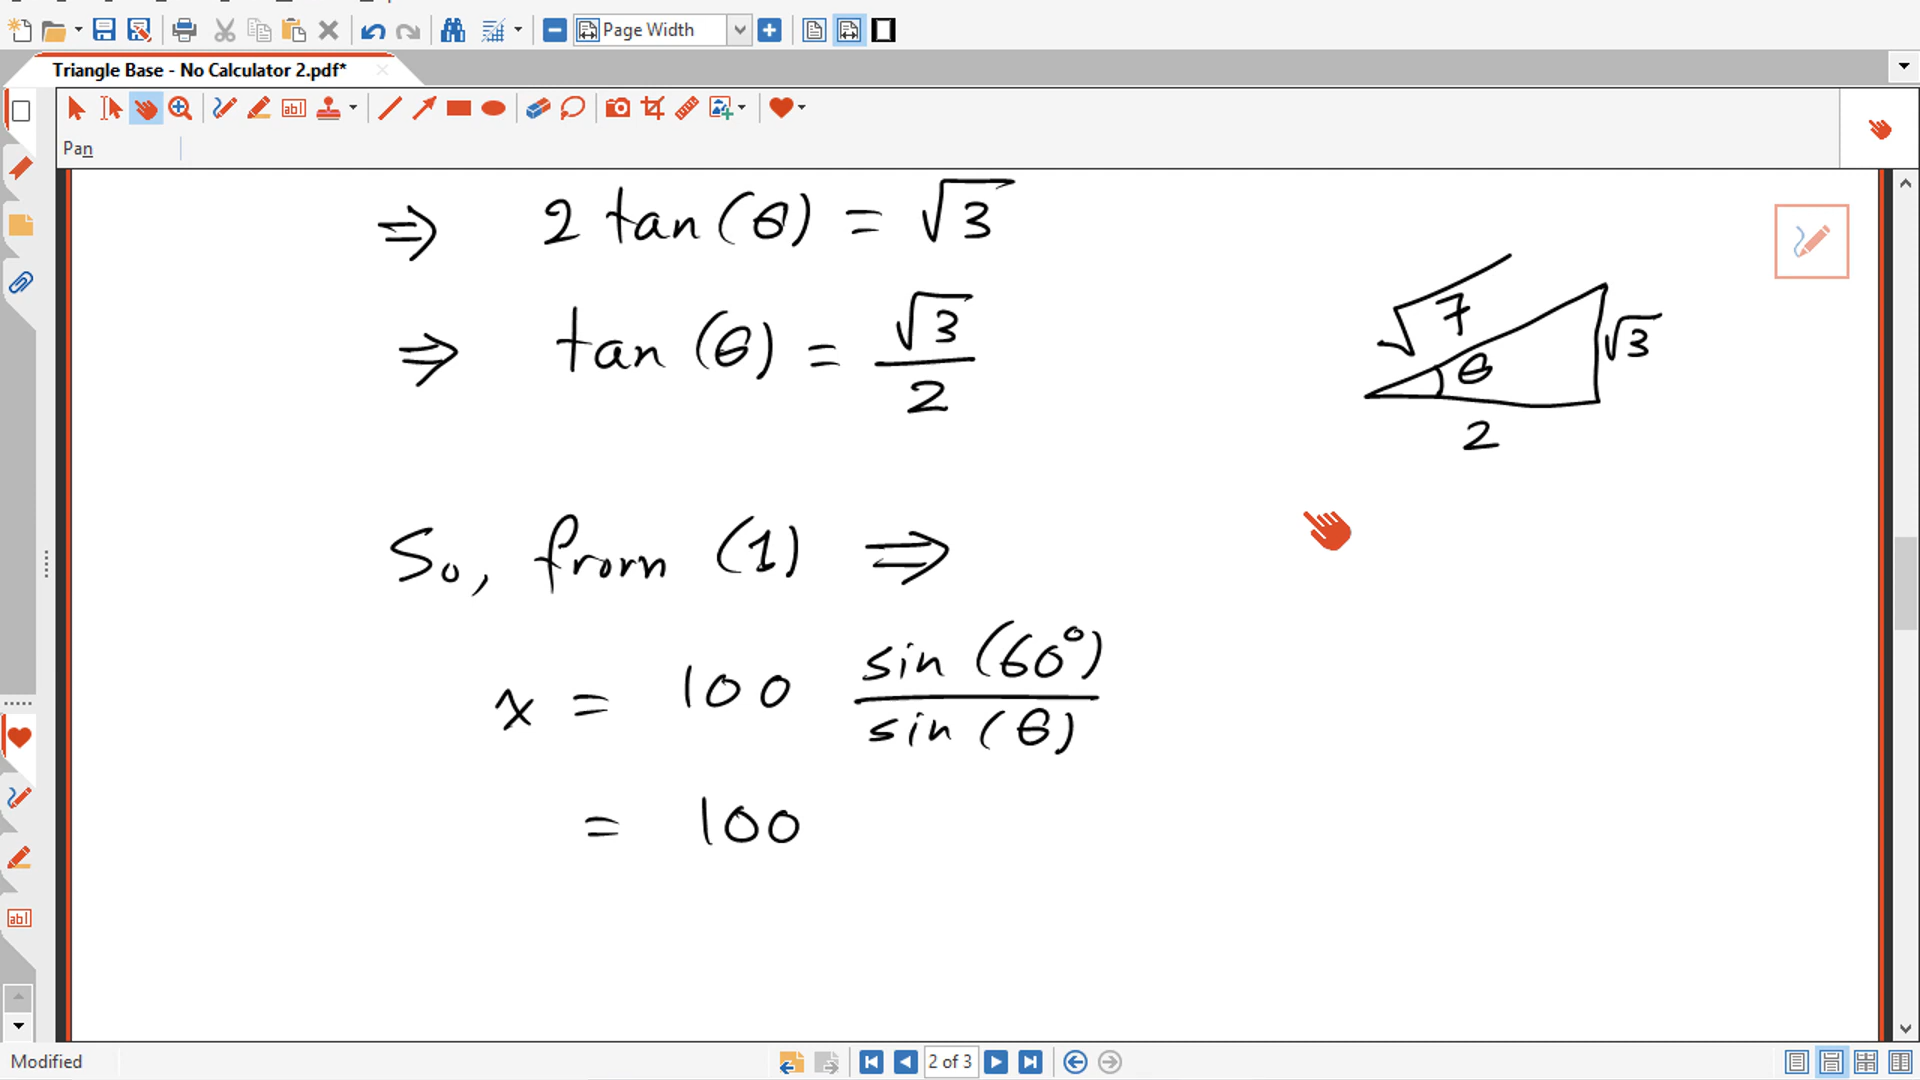 Page Width
Triangle Base - No Calculator 2.pdf*
Pan
⇒ 2 tan (θ) = √3
⇒ tan (θ) = √3 / 2
√7
θ
√3
2
So, from (1) ⇒
x = 100 sin (60°) / sin (θ)
= 100
Modified
2 of 3